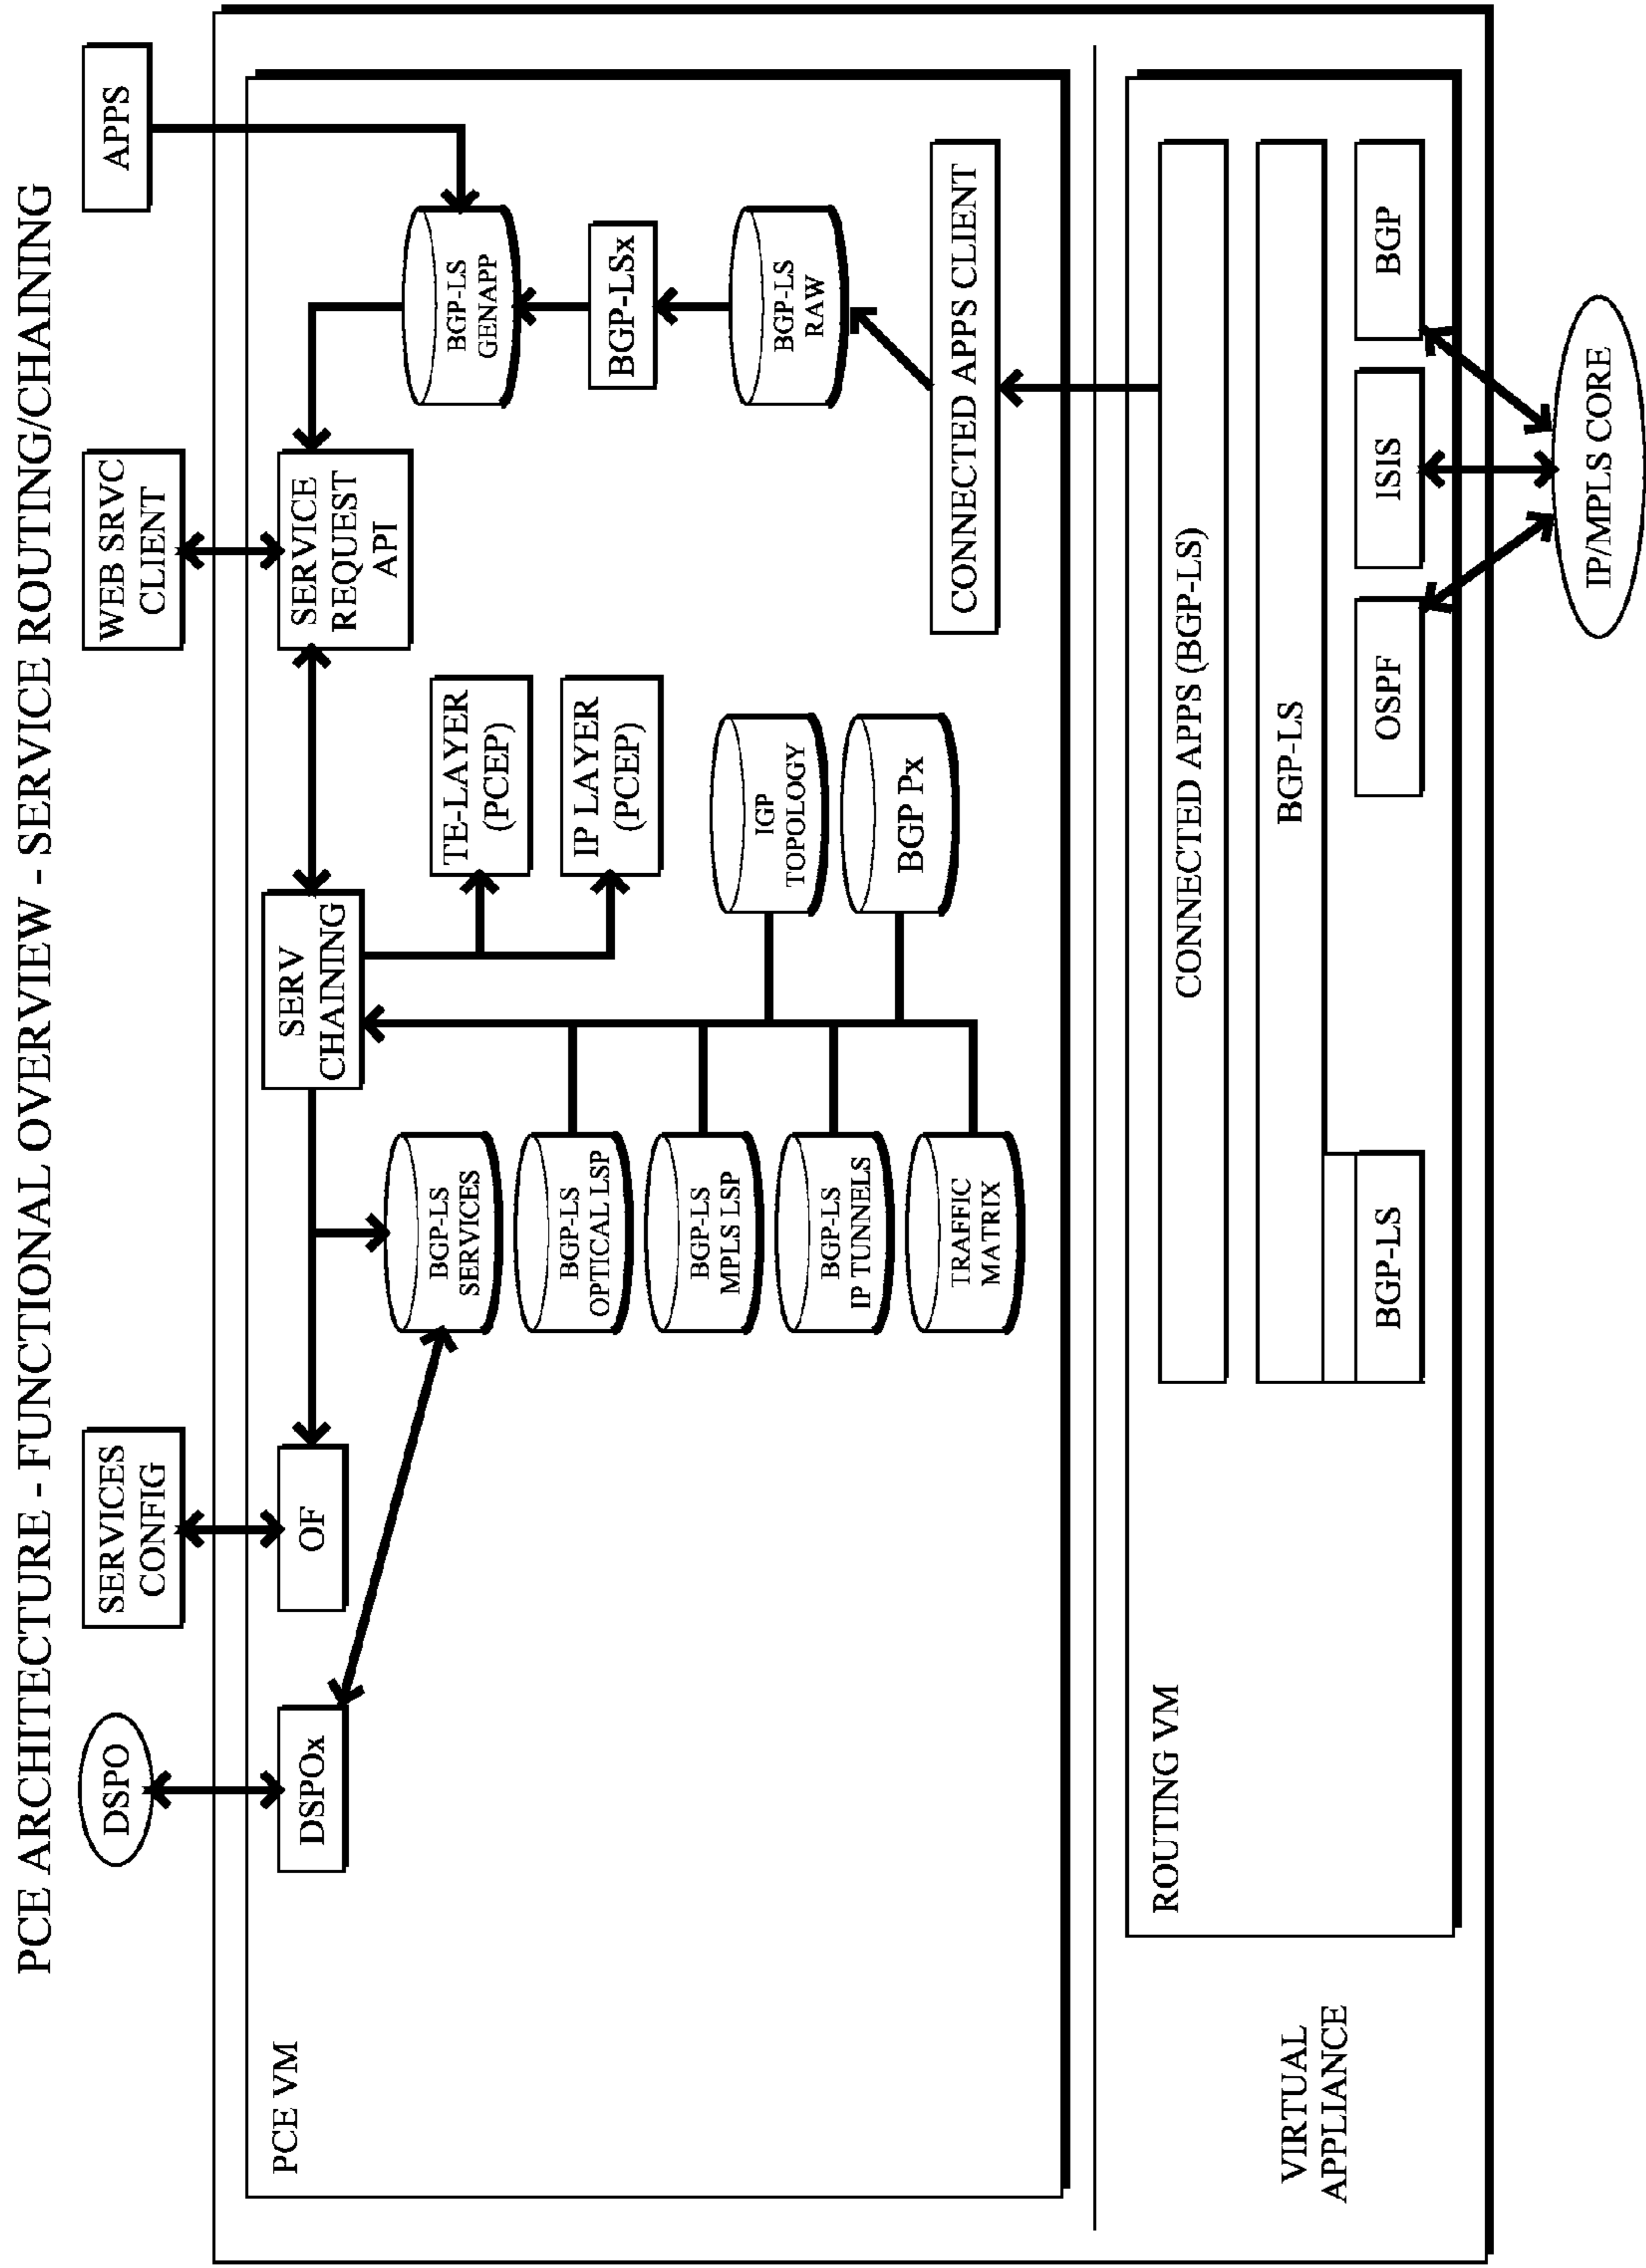 PCE ARCHITECTURE - FUNCTIONAL OVERVIEW - SERVICE ROUTING/CHAINING
DSPO
SERVICES
CONFIG
WEB SRVC
CLIENT
APPS
PCE VM
DSPOx
OF
SERV
CHAINING
SERVICE
REQUEST
API
BGP-LS
SERVICES
BGP-LS
OPTICAL LSP
BGP-LS
MPLS LSP
BGP-LS
IP TUNNELS
TRAFFIC
MATRIX
TE-LAYER
(PCEP)
IP LAYER
(PCEP)
IGP
TOPOLOGY
BGP Px
BGP-LS
GENAPP
BGP-LSx
BGP-LS
RAW
CONNECTED APPS CLIENT
VIRTUAL
APPLIANCE
ROUTING VM
CONNECTED APPS (BGP-LS)
BGP-LS
BGP-LS
OSPF
ISIS
BGP
IP/MPLS CORE